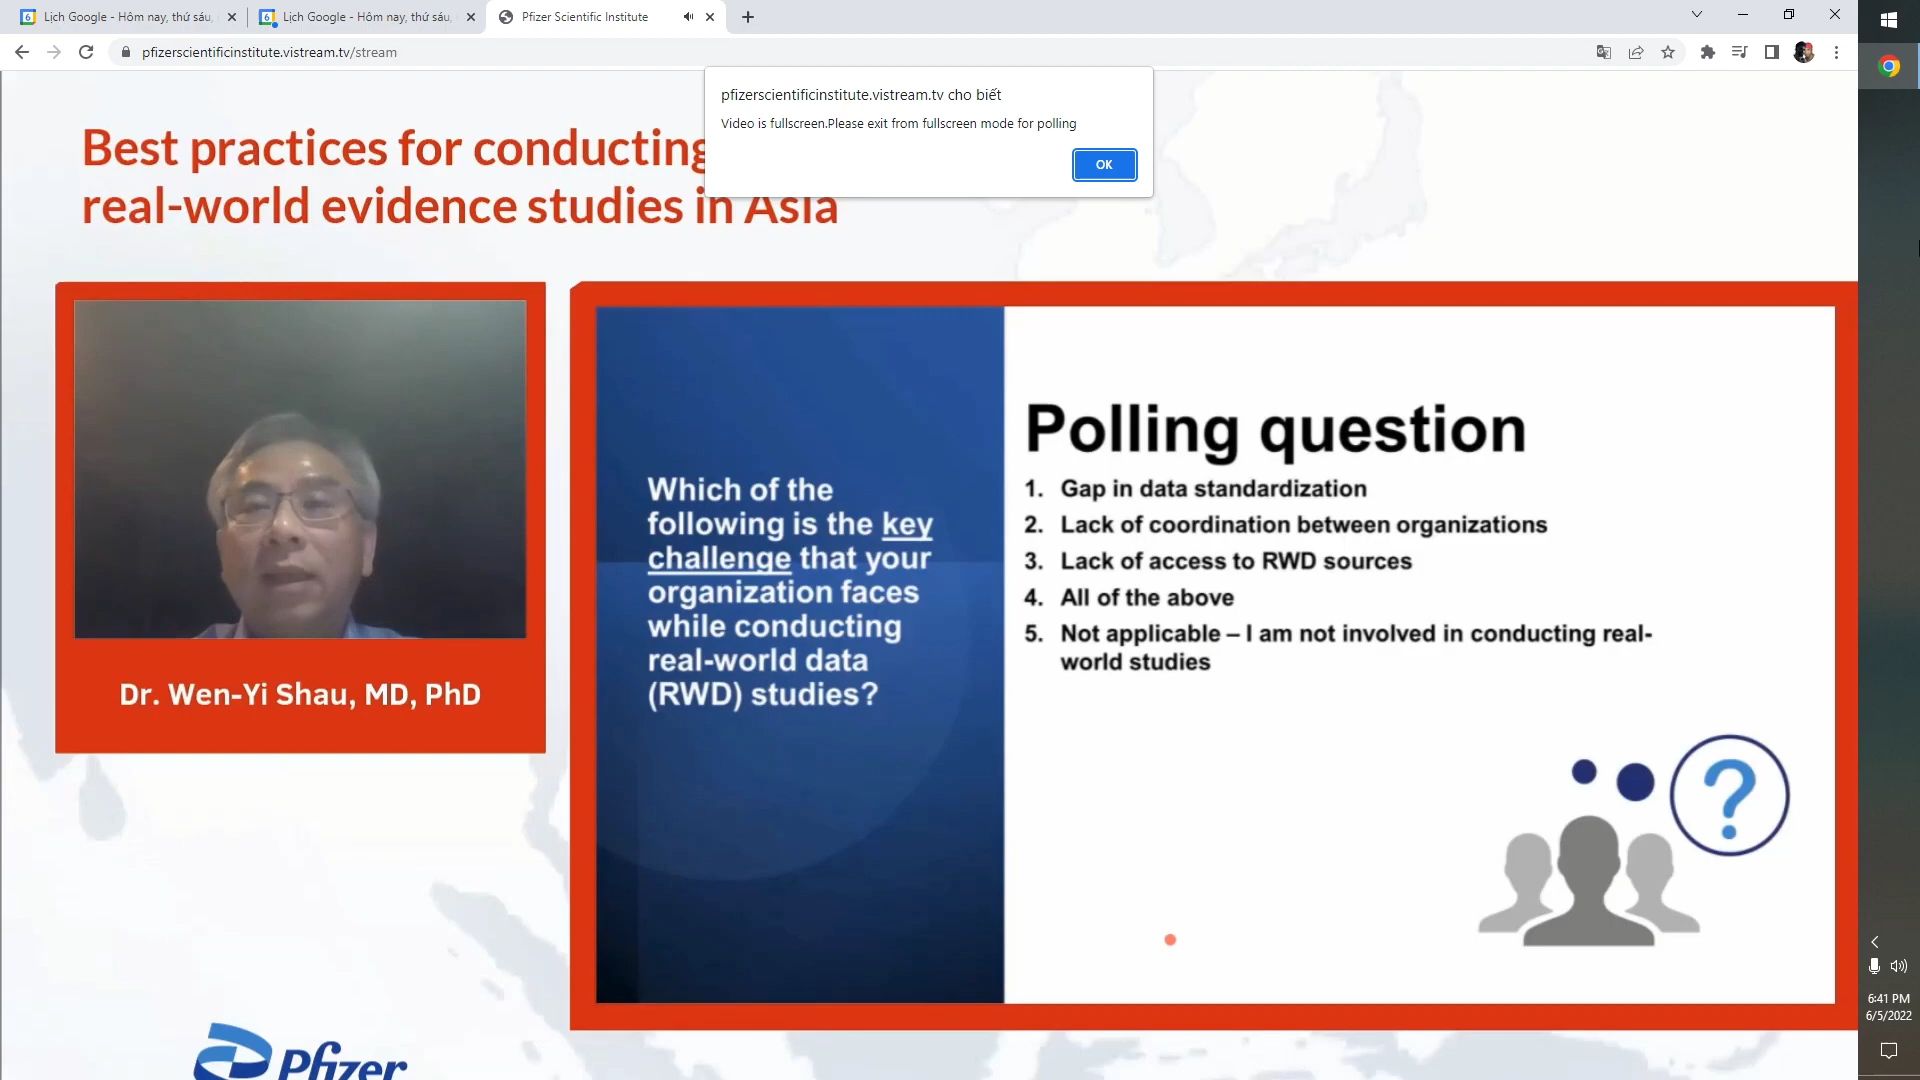 Lịch Google - Hôm nay, thứ sáu,
Lịch Google - Hôm nay, thứ sáu,
Pfizer Scientific Institute
pfizerscientificinstitute.vistream.tv/stream
pfizerscientificinstitute.vistream.tv cho biết
Video is fullscreen.Please exit from fullscreen mode for polling
OK
Best practices for conducting
real-world evidence studies in Asia
Dr. Wen-Yi Shau, MD, PhD
Which of the
following is the key
challenge that your
organization faces
while conducting
real-world data
(RWD) studies?
Polling question
1. Gap in data standardization
2. Lack of coordination between organizations
3. Lack of access to RWD sources
4. All of the above
5. Not applicable – I am not involved in conducting real-
world studies
?
Pfizer
6:41 PM
6/5/2022